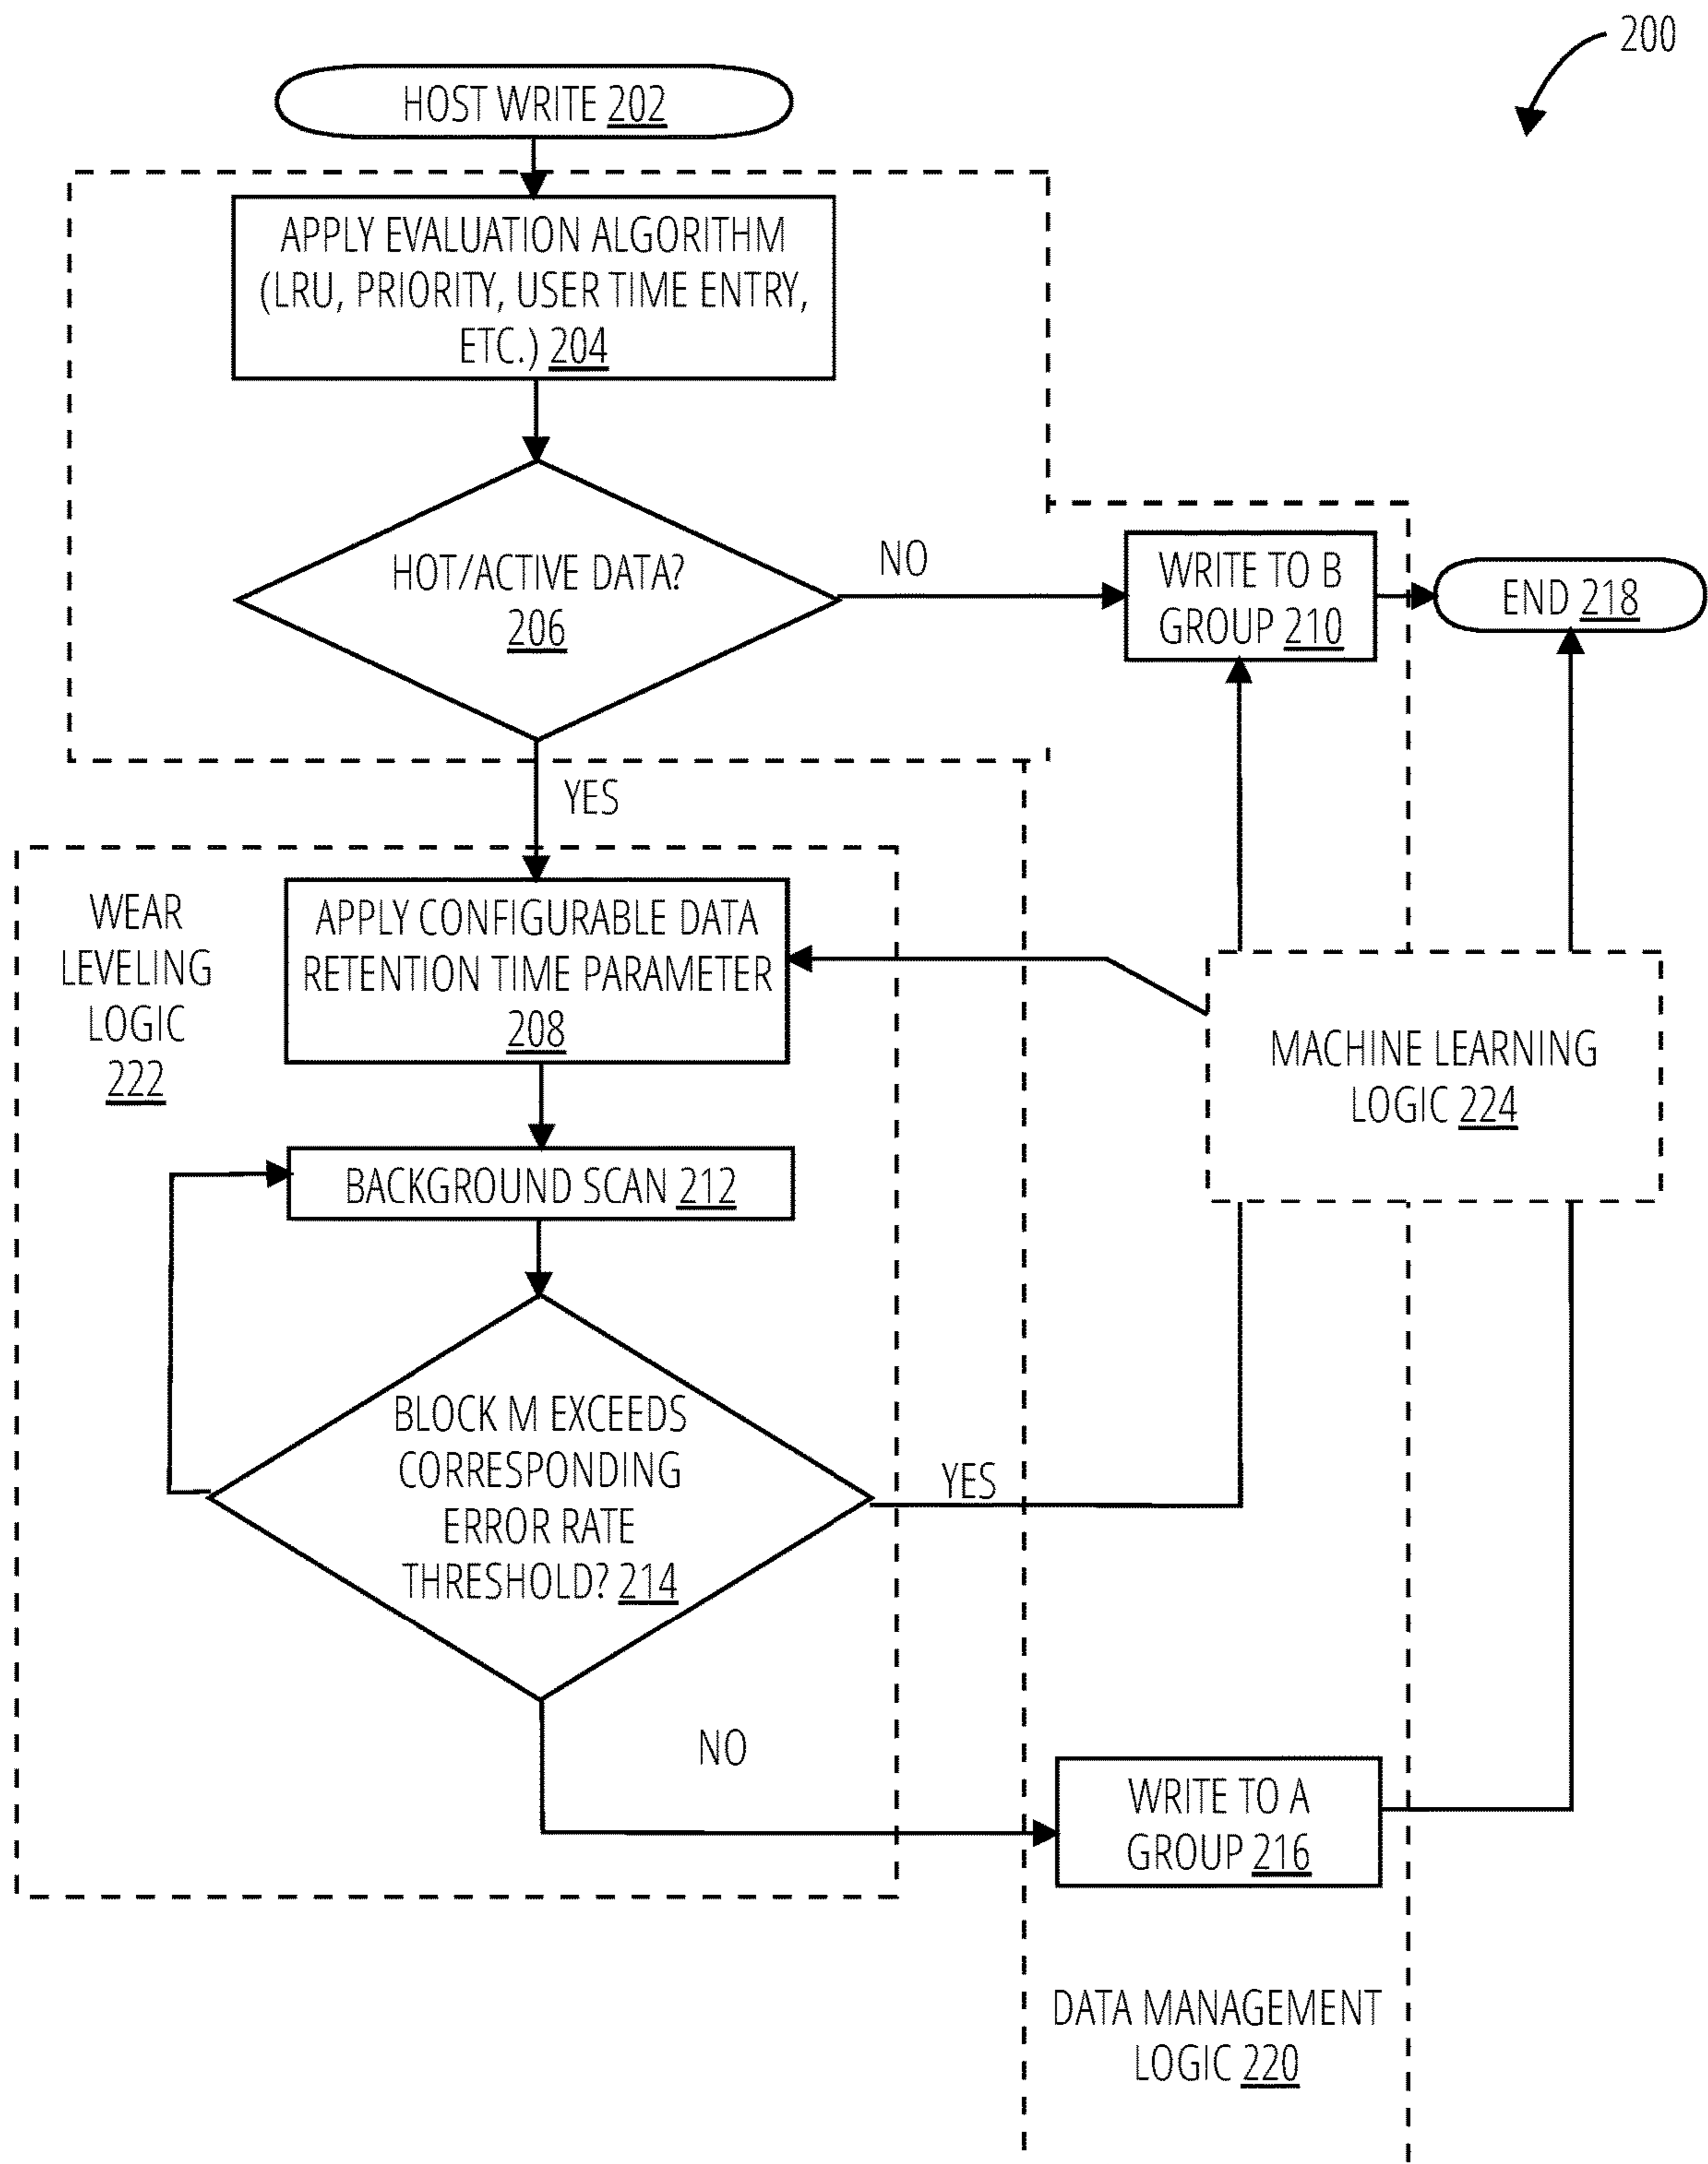 200
HOST WRITE 202
APPLY EVALUATION ALGORITHM
(LRU, PRIORITY, USER TIME ENTRY,
ETC.) 204
HOT/ACTIVE DATA?
206
NO
WRITE TO B
GROUP 210
END 218
YES
WEAR
LEVELING
LOGIC
222
APPLY CONFIGURABLE DATA
RETENTION TIME PARAMETER
208
MACHINE LEARNING
LOGIC 224
BACKGROUND SCAN 212
BLOCK M EXCEEDS
CORRESPONDING
ERROR RATE
THRESHOLD? 214
YES
NO
WRITE TO A
GROUP 216
DATA MANAGEMENT
LOGIC 220